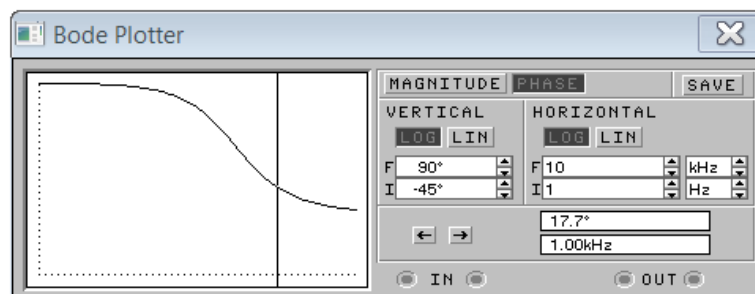 Bode Plotter
MAGNITUDE PHASE SAVE
VERTICAL HORIZONTAL
LOG LIN LOG LIN
F 90° F 10 kHz
I -45° I 1 Hz
← → 17.7°
1.00kHz
IN OUT